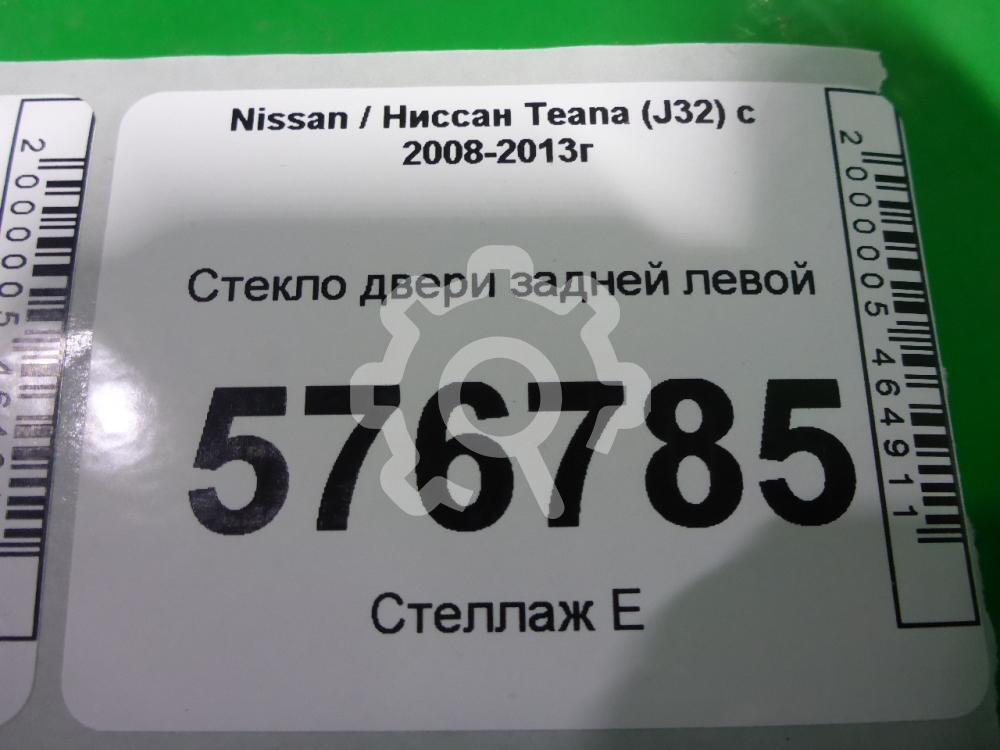 Nissan / Ниссан Teana (J32) с
2008-2013г
Стекло двери задней левой
576785
Стеллаж Е
2000005464911